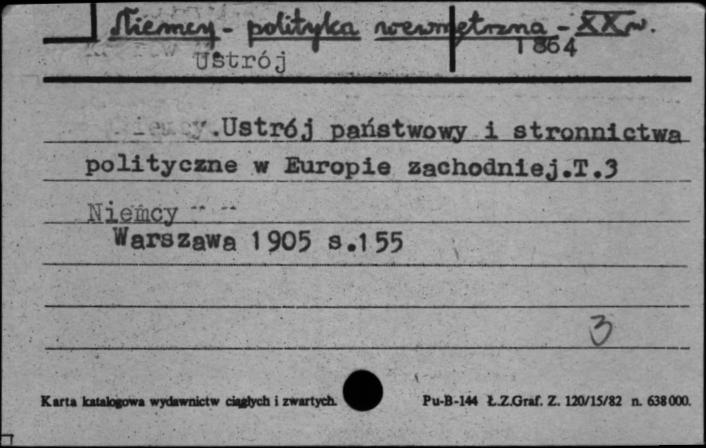 Niemcy - polityka wewnętrzna - XX w.
1864
Ustrój
Niemcy.Ustrój państwowy i stronnictwa
polityczne w Europie zachodniej.T.3
Niemcy
Warszawa 1905 s.155
3
Karta katalogowa wydawnictw ciągłych i zwartych.
Pu-B-144 Ł.Z.Graf. Z. 120/15/82 n. 638000.